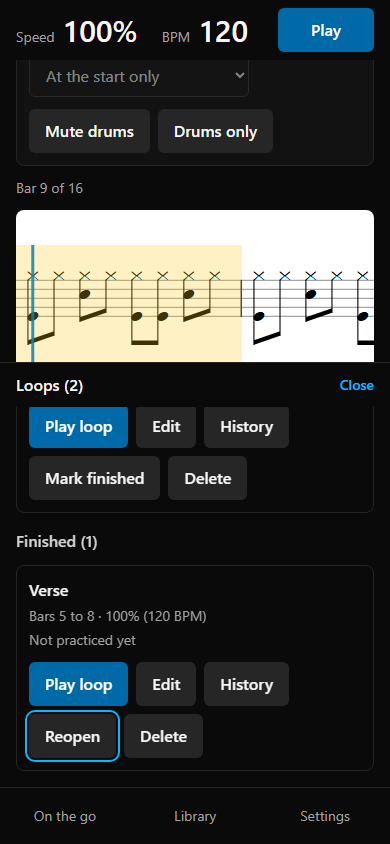 Speed 100% BPM 120 Play
At the start only
Mute drums Drums only
Bar 9 of 16
Loops (2) Close
Play loop Edit History
Mark finished Delete
Finished (1)
Verse
Bars 5 to 8 · 100% (120 BPM)
Not practiced yet
Play loop Edit History
Reopen Delete
On the go Library Settings